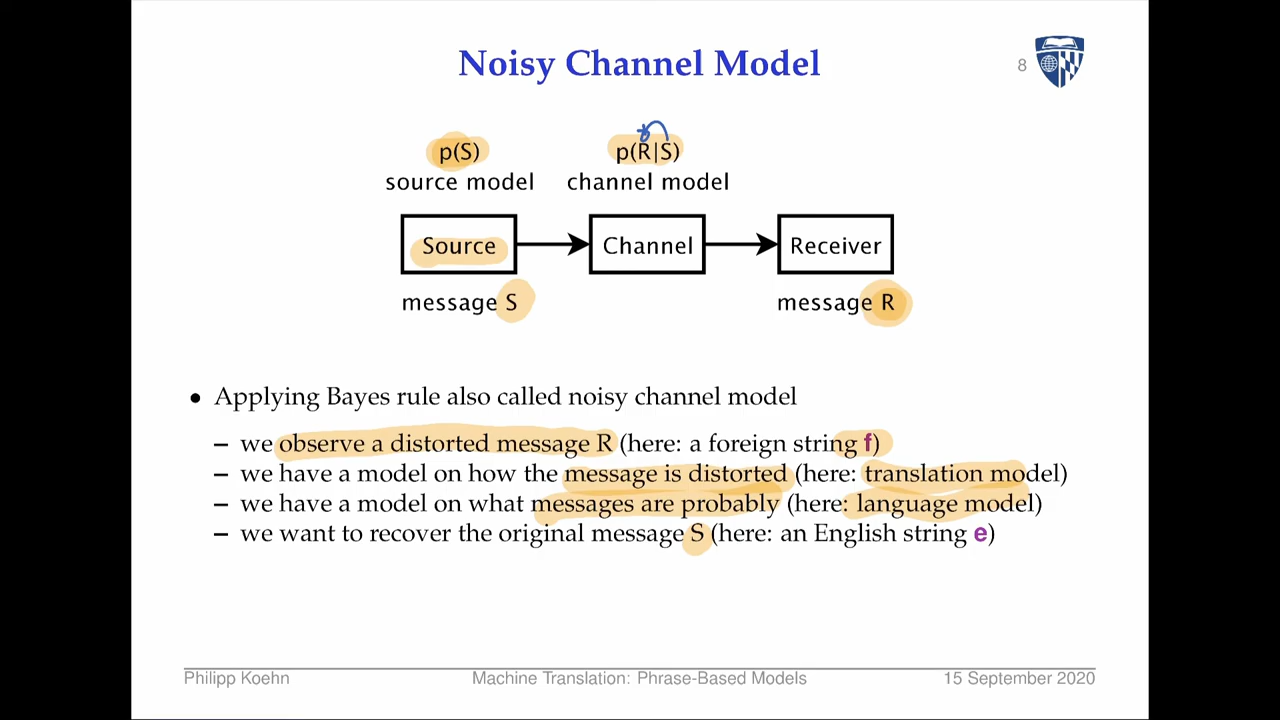 Noisy Channel Model
8
p(S)
p(R|S)
source model
channel model
Source
Channel
Receiver
message S
message R
• Applying Bayes rule also called noisy channel model
– we observe a distorted message R (here: a foreign string f)
– we have a model on how the message is distorted (here: translation model)
– we have a model on what messages are probably (here: language model)
– we want to recover the original message S (here: an English string e)
Philipp Koehn
Machine Translation: Phrase-Based Models
15 September 2020